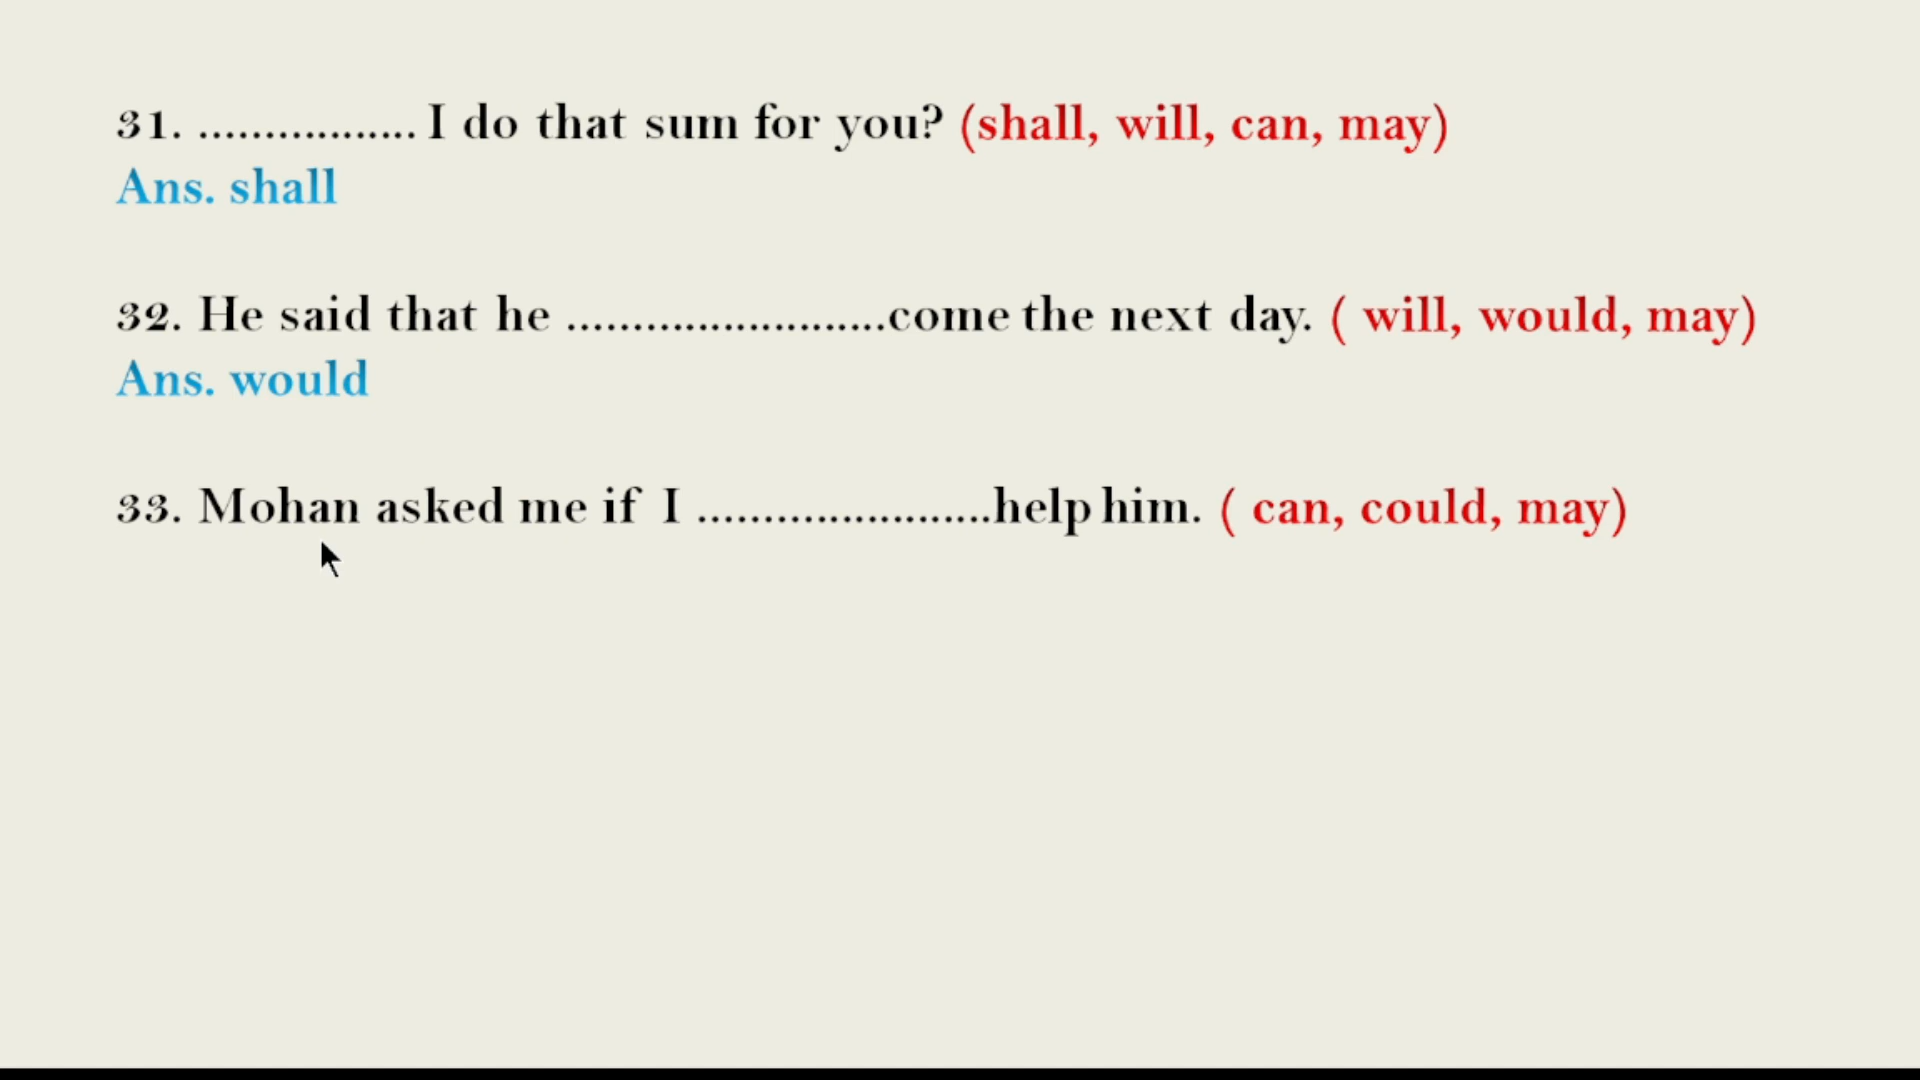 31. ................. I do that sum for you? (shall, will, can, may)
Ans. shall
32. He said that he .........................come the next day. ( will, would, may)
Ans. would
33. Mohan asked me if I .......................help him. ( can, could, may)